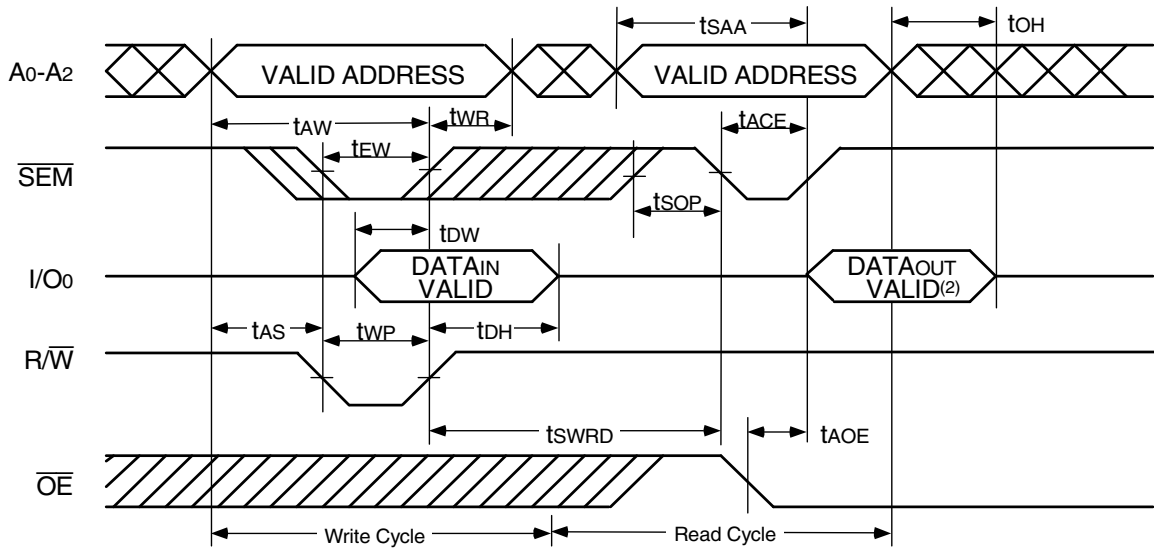 tSAA
tOH
A0-A2
VALID ADDRESS
VALID ADDRESS
tAW
tWR
tACE
tEW
SEM
tSOP
tDW
I/O0
DATAIN
VALID
DATAOUT
VALID(2)
tAS
tWP
tDH
R/W
tSWRD
tAOE
OE
Write Cycle
Read Cycle